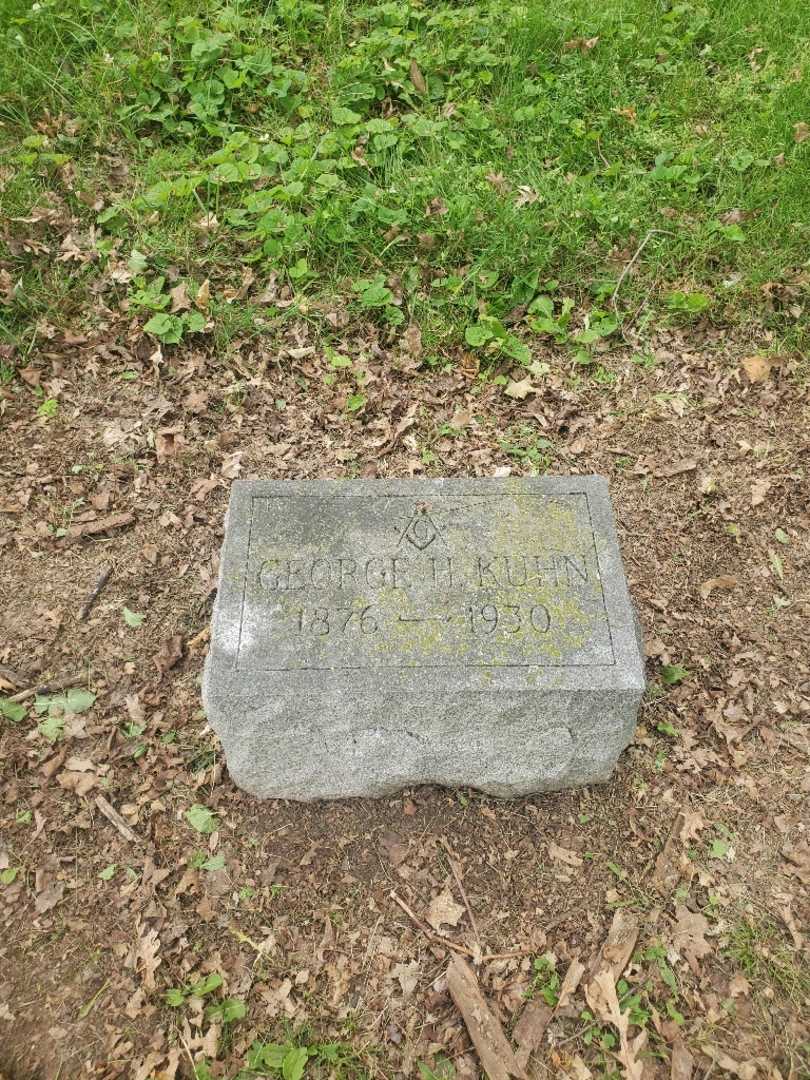 G
GEORGE H. KUHN
1876 — 1930